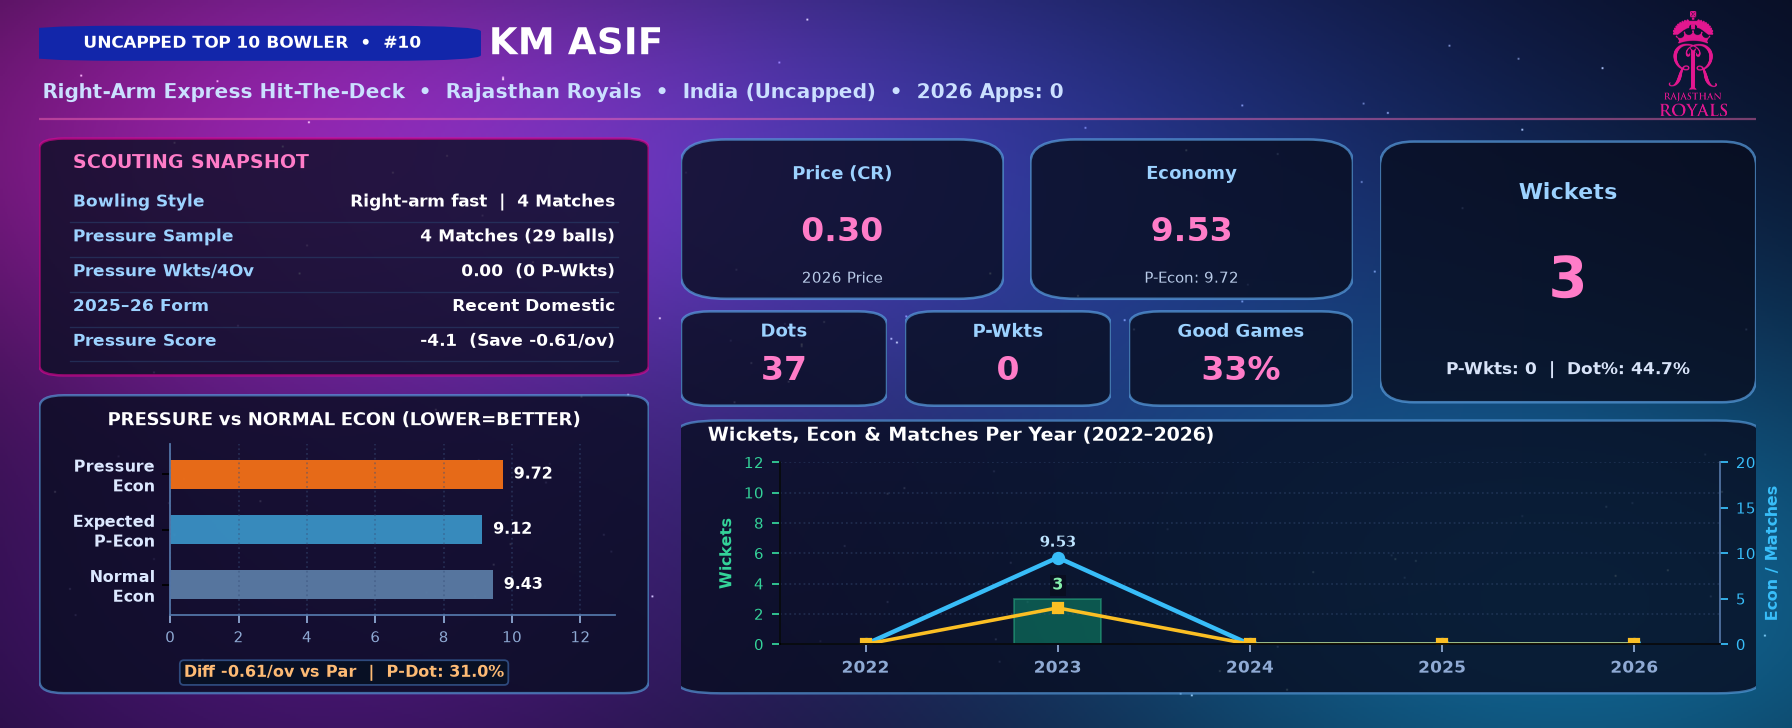 UNCAPPED TOP 10 BOWLER • #10
KM ASIF
Right-Arm Express Hit-The-Deck • Rajasthan Royals • India (Uncapped) • 2026 Apps: 0
RAJASTHAN
ROYALS
SCOUTING SNAPSHOT
Bowling Style Right-arm fast | 4 Matches
Pressure Sample 4 Matches (29 balls)
Pressure Wkts/4Ov 0.00 (0 P-Wkts)
2025–26 Form Recent Domestic
Pressure Score -4.1 (Save -0.61/ov)
Price (CR)
0.30
2026 Price
Economy
9.53
P-Econ: 9.72
Wickets
3
P-Wkts: 0 | Dot%: 44.7%
Dots
37
P-Wkts
0
Good Games
33%
PRESSURE vs NORMAL ECON (LOWER=BETTER)
Pressure
Econ
9.72
Expected
P-Econ
9.12
Normal
Econ
9.43
0 2 4 6 8 10 12
Diff -0.61/ov vs Par | P-Dot: 31.0%
Wickets, Econ & Matches Per Year (2022–2026)
Wickets
12
10
8
6
4
2
0
9.53
3
20
15
10
5
0
Econ / Matches
2022 2023 2024 2025 2026